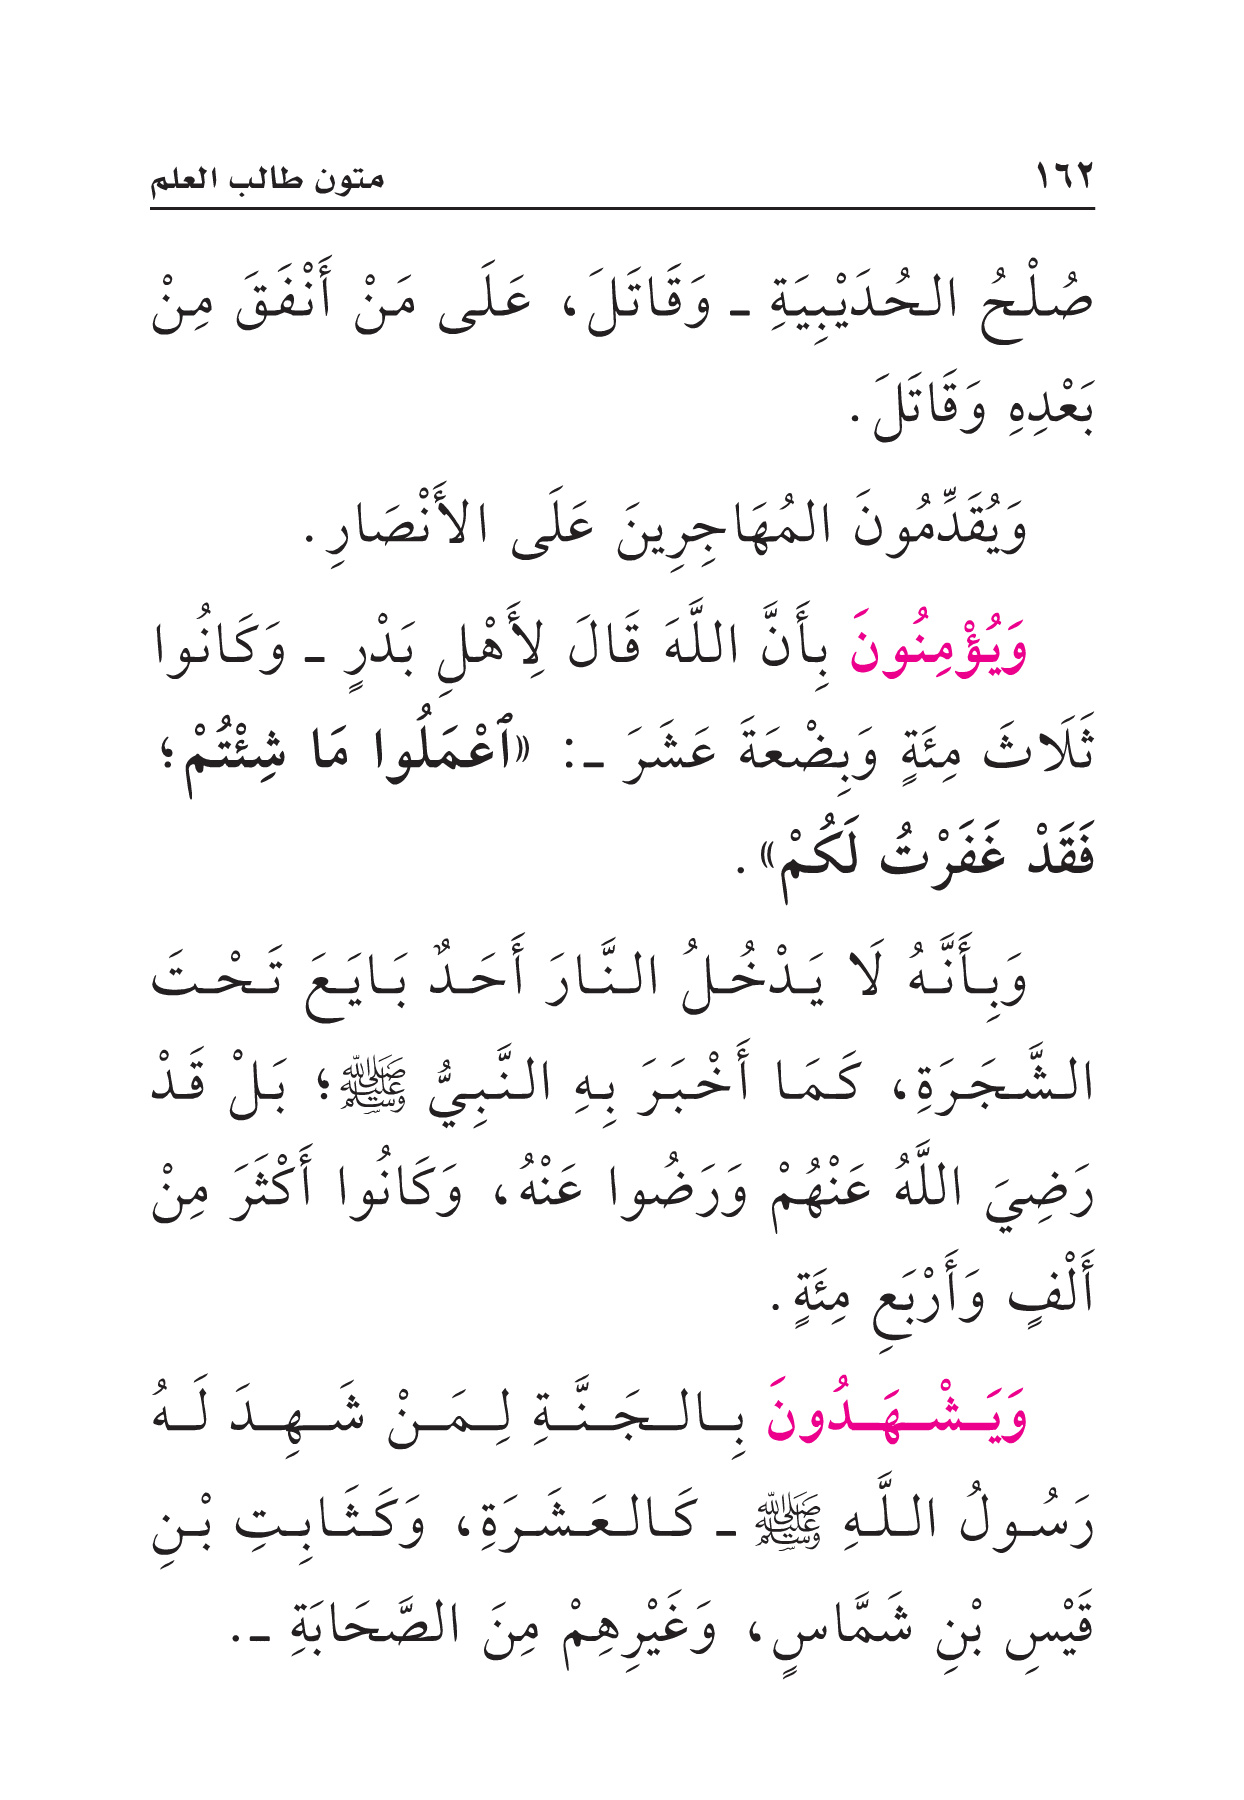 ١٦٢ متون طالب العلم
صُلْحُ الحُدَيْبِيَةِ ـ وَقَاتَلَ، عَلَى مَنْ أَنْفَقَ مِنْ
بَعْدِهِ وَقَاتَلَ.
وَيُقَدِّمُونَ المُهَاجِرِينَ عَلَى الأَنْصَارِ.
وَيُؤْمِنُونَ بِأَنَّ اللَّهَ قَالَ لِأَهْلِ بَدْرٍ ـ وَكَانُوا
ثَلَاثَ مِئَةٍ وَبِضْعَةَ عَشَرَ ـ: «ٱعْمَلُوا مَا شِئْتُمْ؛
فَقَدْ غَفَرْتُ لَكُمْ».
وَبِأَنَّهُ لَا يَدْخُلُ النَّارَ أَحَدٌ بَايَعَ تَحْتَ
الشَّجَرَةِ، كَمَا أَخْبَرَ بِهِ النَّبِيُّ ﷺ؛ بَلْ قَدْ
رَضِيَ اللَّهُ عَنْهُمْ وَرَضُوا عَنْهُ، وَكَانُوا أَكْثَرَ مِنْ
أَلْفٍ وَأَرْبَعِ مِئَةٍ.
وَيَشْهَدُونَ بِالجَنَّةِ لِمَنْ شَهِدَ لَهُ
رَسُولُ اللَّهِ ﷺ ـ كَالعَشَرَةِ، وَكَثَابِتِ بْنِ
قَيْسِ بْنِ شَمَّاسٍ، وَغَيْرِهِمْ مِنَ الصَّحَابَةِ ـ.